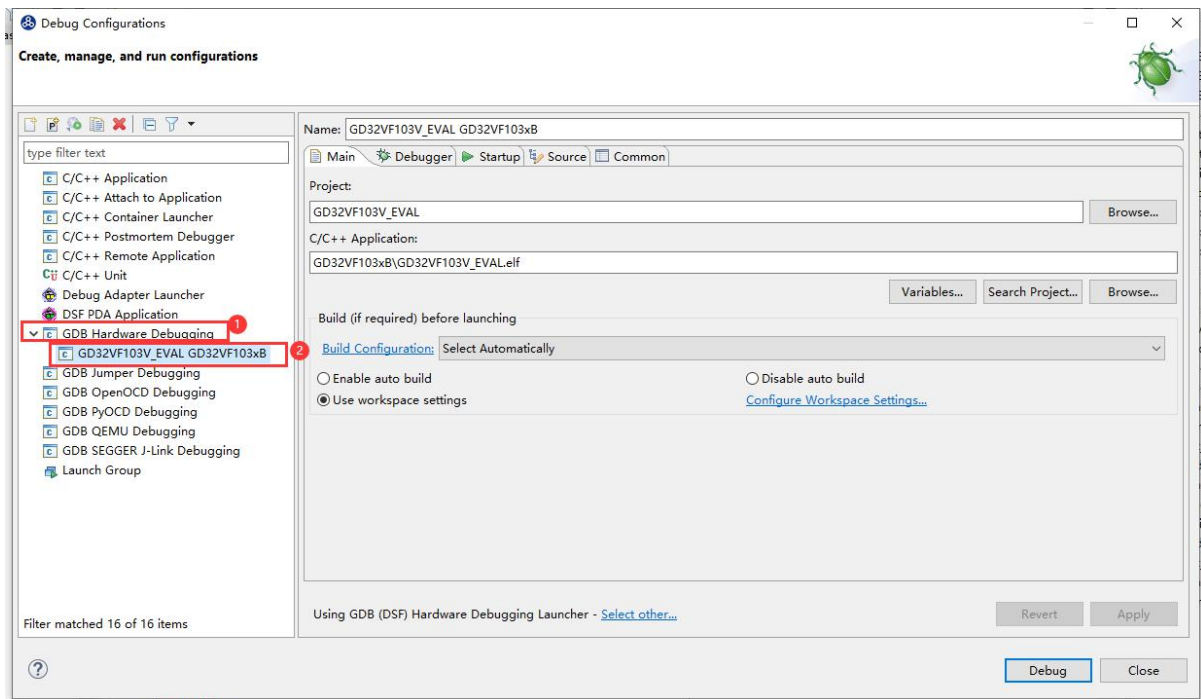 Debug Configurations
Create, manage, and run configurations
type filter text
C/C++ Application
C/C++ Attach to Application
C/C++ Container Launcher
C/C++ Postmortem Debugger
C/C++ Remote Application
C/C++ Unit
Debug Adapter Launcher
DSF PDA Application
GDB Hardware Debugging
1
GD32VF103V_EVAL GD32VF103xB
2
GDB Jumper Debugging
GDB OpenOCD Debugging
GDB PyOCD Debugging
GDB QEMU Debugging
GDB SEGGER J-Link Debugging
Launch Group
Filter matched 16 of 16 items
Name: GD32VF103V_EVAL GD32VF103xB
Main Debugger Startup Source Common
Project:
GD32VF103V_EVAL Browse...
C/C++ Application:
GD32VF103xB\GD32VF103V_EVAL.elf
Variables... Search Project... Browse...
Build (if required) before launching
Build Configuration: Select Automatically
Enable auto build Disable auto build
Use workspace settings Configure Workspace Settings...
Using GDB (DSF) Hardware Debugging Launcher - Select other... Revert Apply
? Debug Close